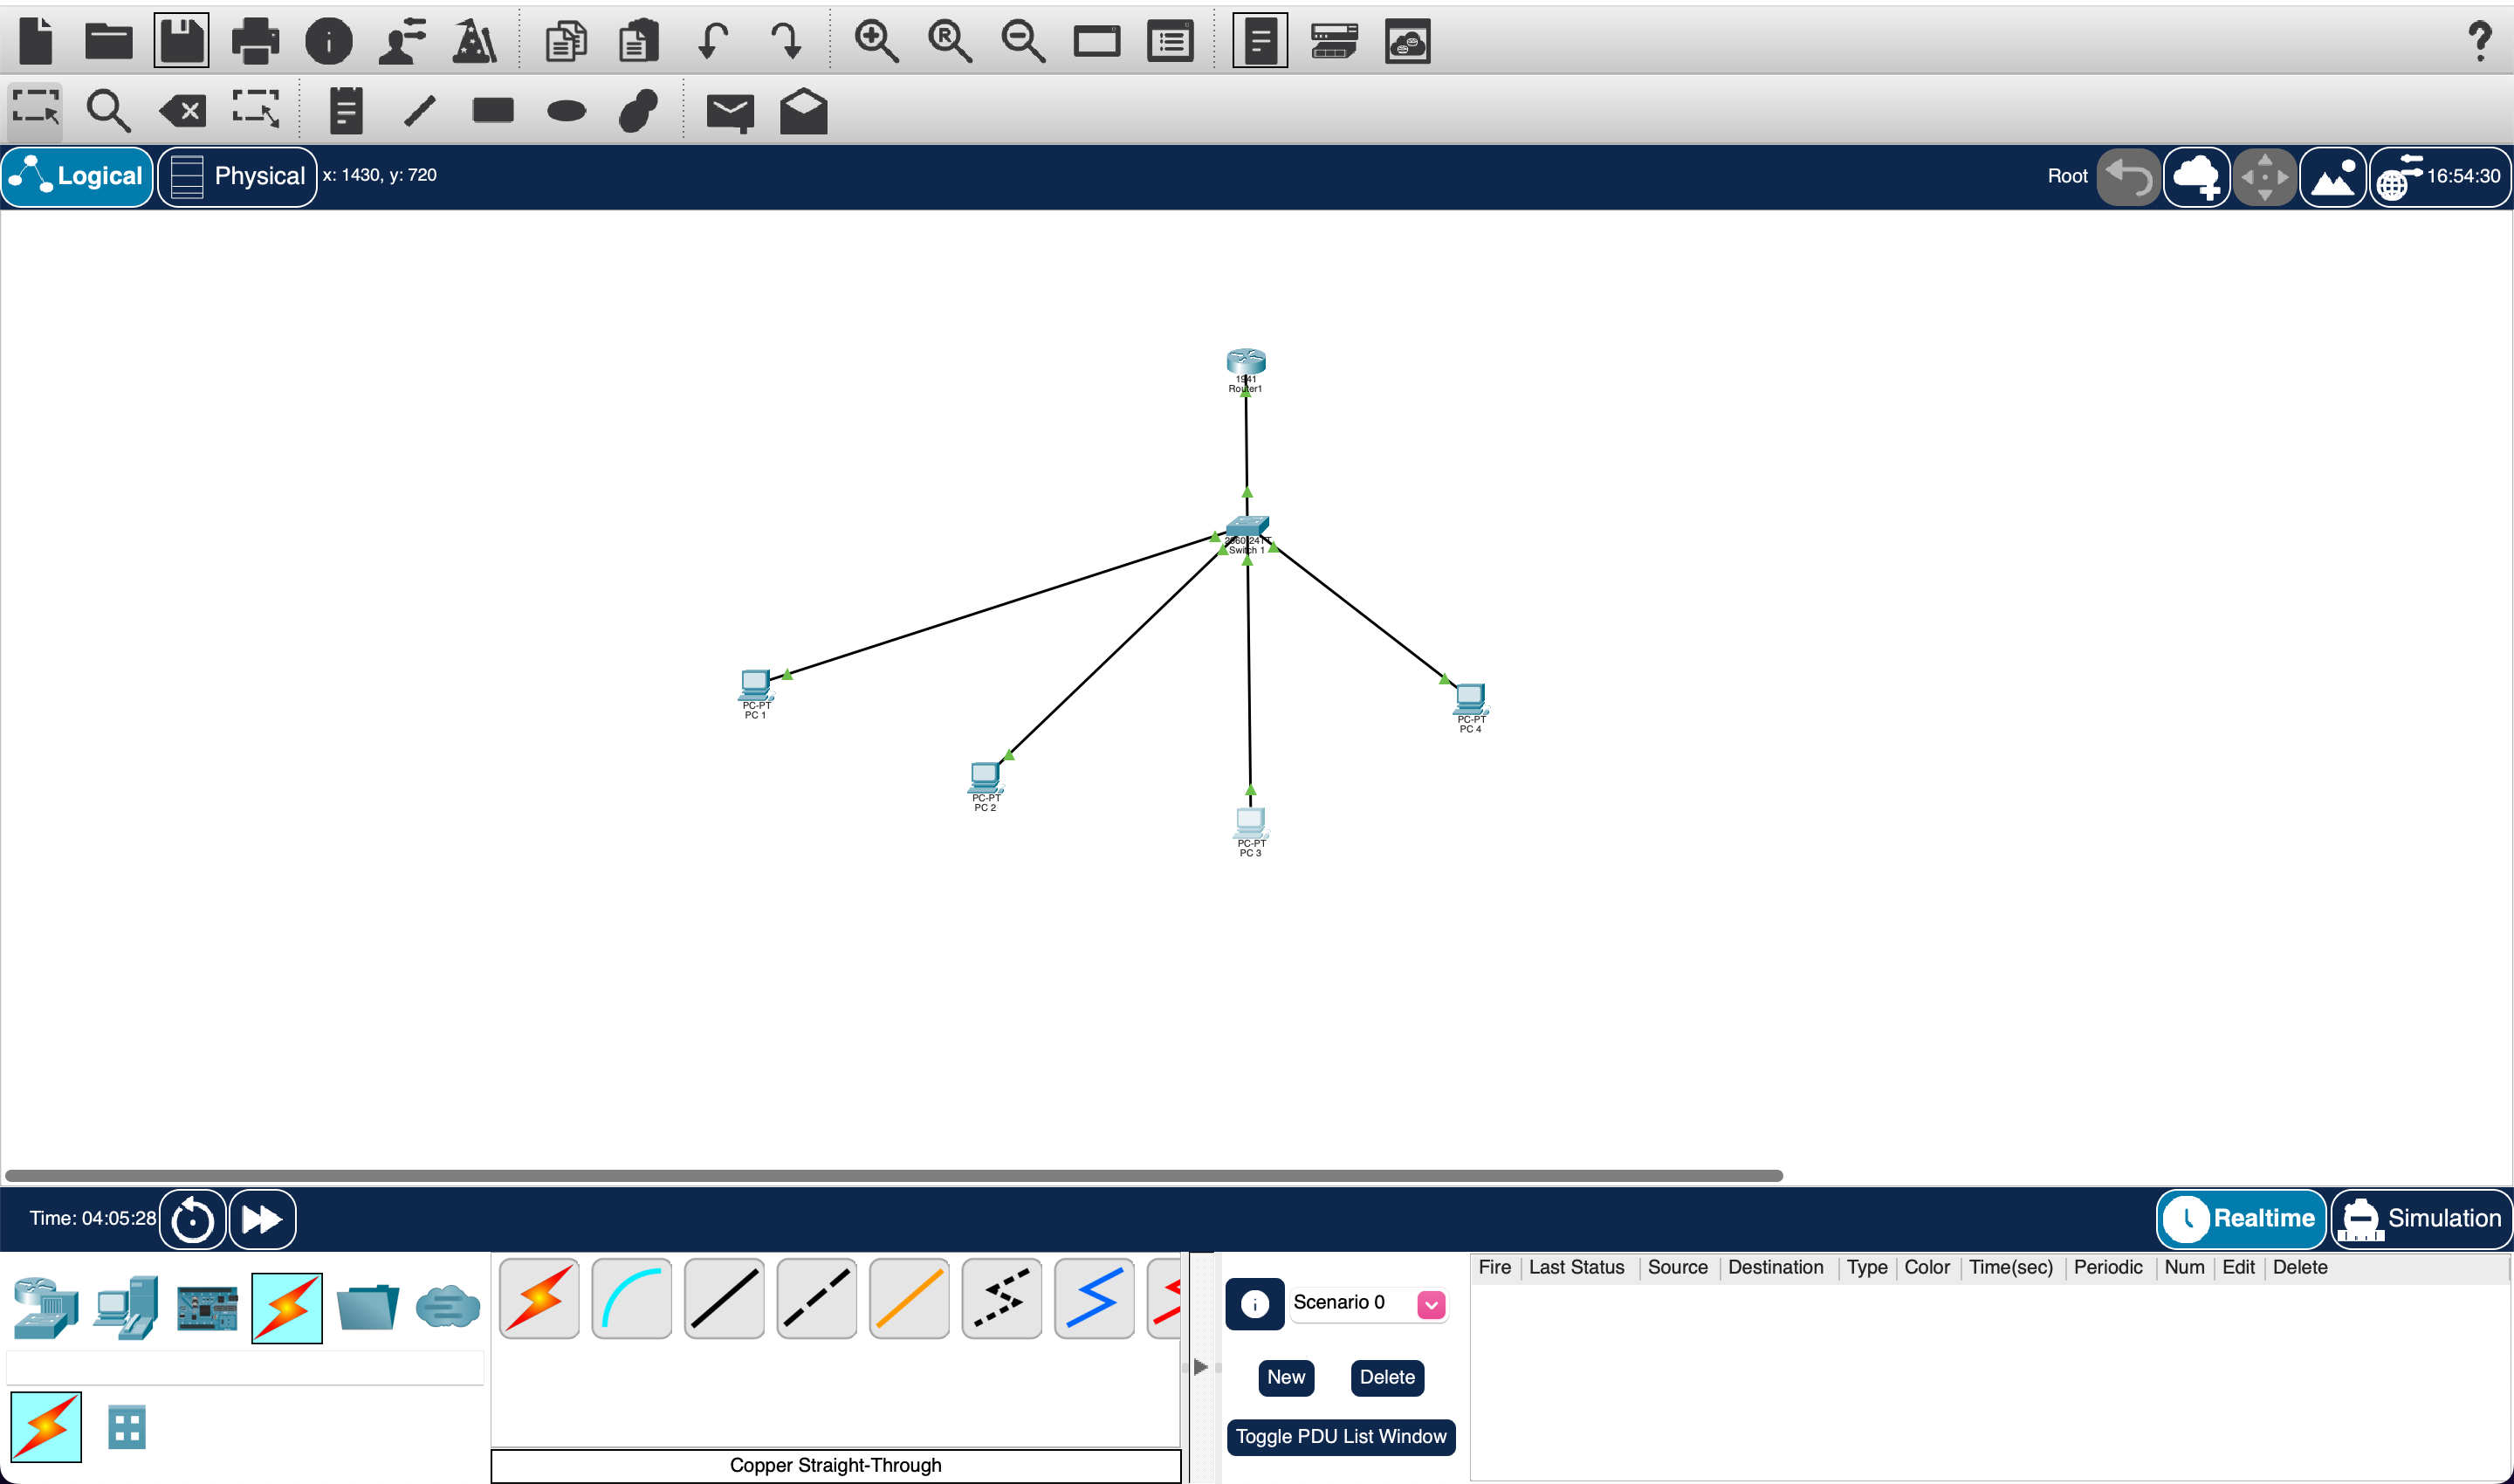 Logical
Physical
x: 1430, y: 720
Root
16:54:30
1941
Router1
2960-24TT
Switch 1
PC-PT
PC 1
PC-PT
PC 4
PC-PT
PC 2
PC-PT
PC 3
Time: 04:05:28
Realtime
Simulation
Fire Last Status Source Destination Type Color Time(sec) Periodic Num Edit Delete
Scenario 0
New
Delete
Toggle PDU List Window
Copper Straight-Through